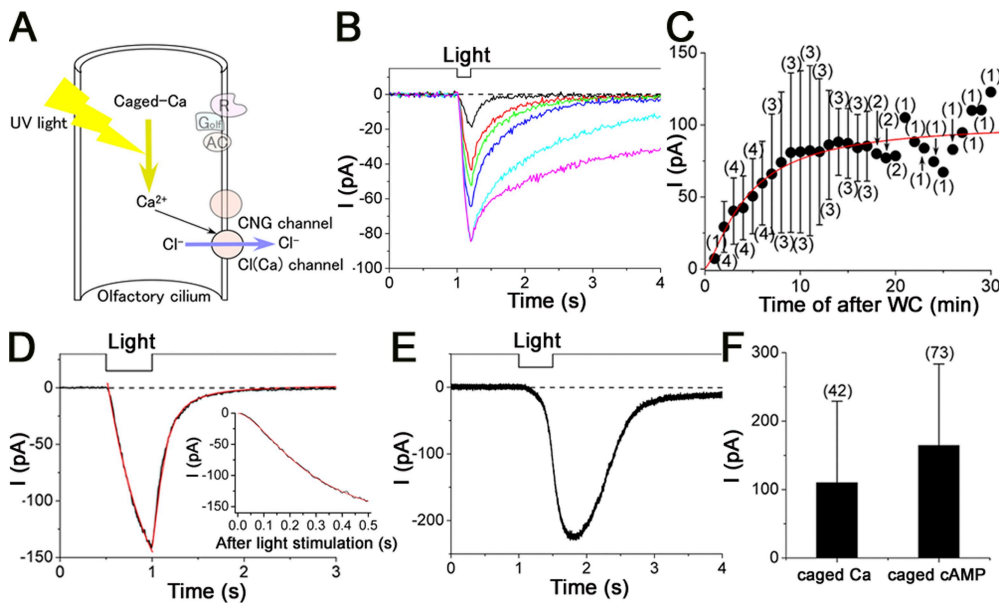 A
Caged-Ca
UV light
R
Golf
AC
Ca2+
CNG channel
Cl− Cl−
Cl(Ca) channel
Olfactory cilium
B
Light
0
-20
-40
-60
-80
-100
I (pA)
0 1 2 3 4
Time (s)
C
150
100
50
0
I (pA)
(1) (4) (4) (3) (4) (4) (4) (3) (3) (3) (3) (3) (3) (3) (3) (3) (3) (3) (2) (2) (1) (1) (1) (1) (1) (1) (1) (1) (1) (1)
0 10 20 30
Time of after WC (min)
D
Light
0
-50
-100
-150
I (pA)
0 1 2 3
Time (s)
0
-50
-100
-150
I (pA)
0.0 0.1 0.2 0.3 0.4 0.5
After light stimulation (s)
E
Light
0
-100
-200
I (pA)
0 1 2 3 4
Time (s)
F
300
200
100
0
I (pA)
(42)
(73)
caged Ca caged cAMP